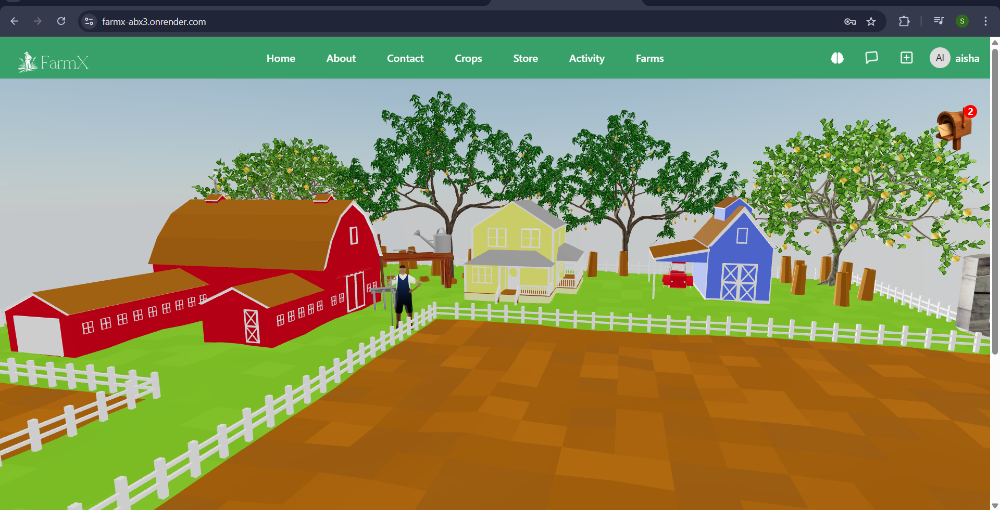 farmx-abx3.onrender.com
S
FarmX
Home About Contact Crops Store Activity Farms
AI aisha
2